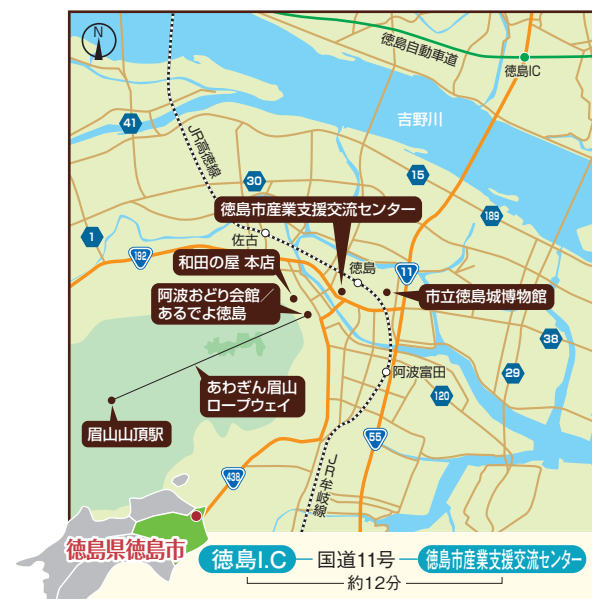 N
徳島自動車道
徳島IC
吉野川
41
JR高徳線
30
15
徳島市産業支援交流センター
189
1
佐古
192
和田の屋 本店
徳島
11
阿波おどり会館／
あるでよ徳島
市立徳島城博物館
38
あわぎん眉山
ロープウェイ
阿波富田
29
120
眉山山頂駅
55
438
JR牟岐線
徳島県徳島市
徳島I.C
国道11号
徳島市産業支援交流センター
約12分